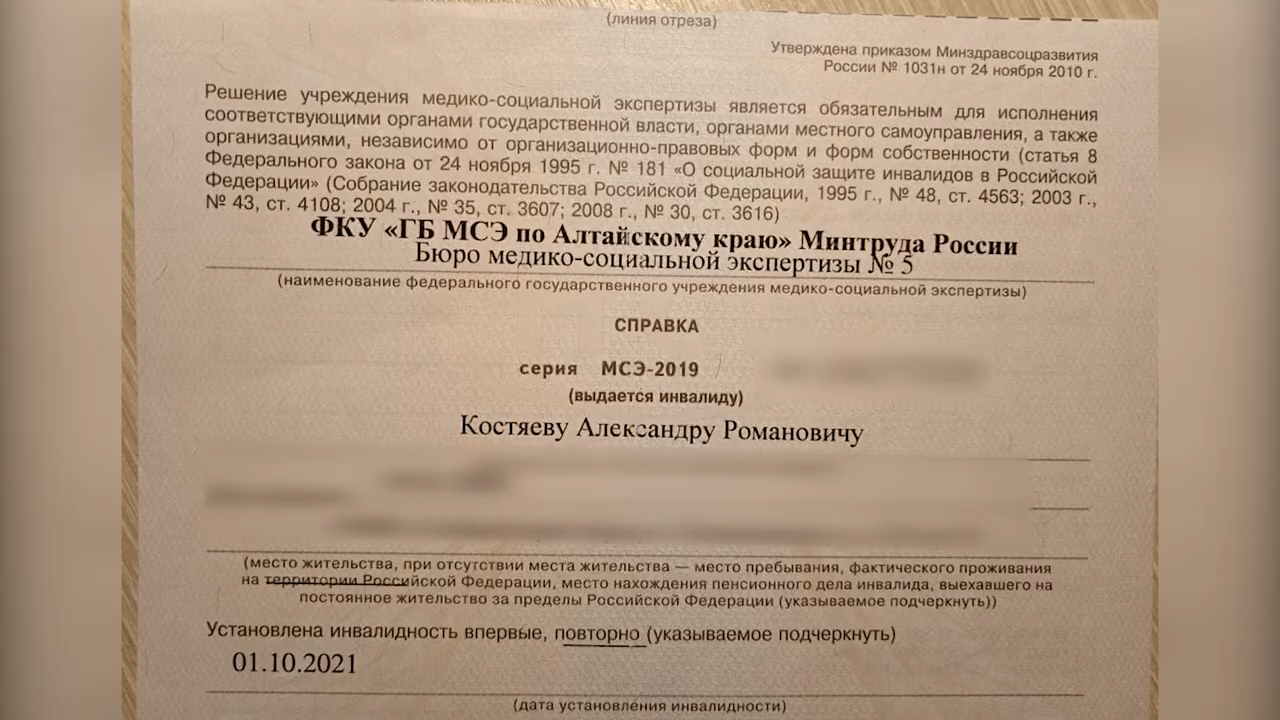 (линия отреза)
Утверждена приказом Минздравсоцразвития
России № 1031н от 24 ноября 2010 г.
Решение учреждения медико-социальной экспертизы является обязательным для исполнения
соответствующими органами государственной власти, органами местного самоуправления, а также
организациями, независимо от организационно-правовых форм и форм собственности (статья 8
Федерального закона от 24 ноября 1995 г. № 181 «О социальной защите инвалидов в Российской
Федерации» (Собрание законодательства Российской Федерации, 1995 г., № 48, ст. 4563; 2003 г.,
№ 43, ст. 4108; 2004 г., № 35, ст. 3607; 2008 г., № 30, ст. 3616)
ФКУ «ГБ МСЭ по Алтайскому краю» Минтруда России
Бюро медико-социальной экспертизы № 5
(наименование федерального государственного учреждения медико-социальной экспертизы)
СПРАВКА
серия МСЭ-2019
(выдается инвалиду)
Костяеву Александру Романовичу
(место жительства, при отсутствии места жительства — место пребывания, фактического проживания
на территории Российской Федерации, место нахождения пенсионного дела инвалида, выехавшего на
постоянное жительство за пределы Российской Федерации (указываемое подчеркнуть))
Установлена инвалидность впервые, повторно (указываемое подчеркнуть)
01.10.2021
(дата установления инвалидности)